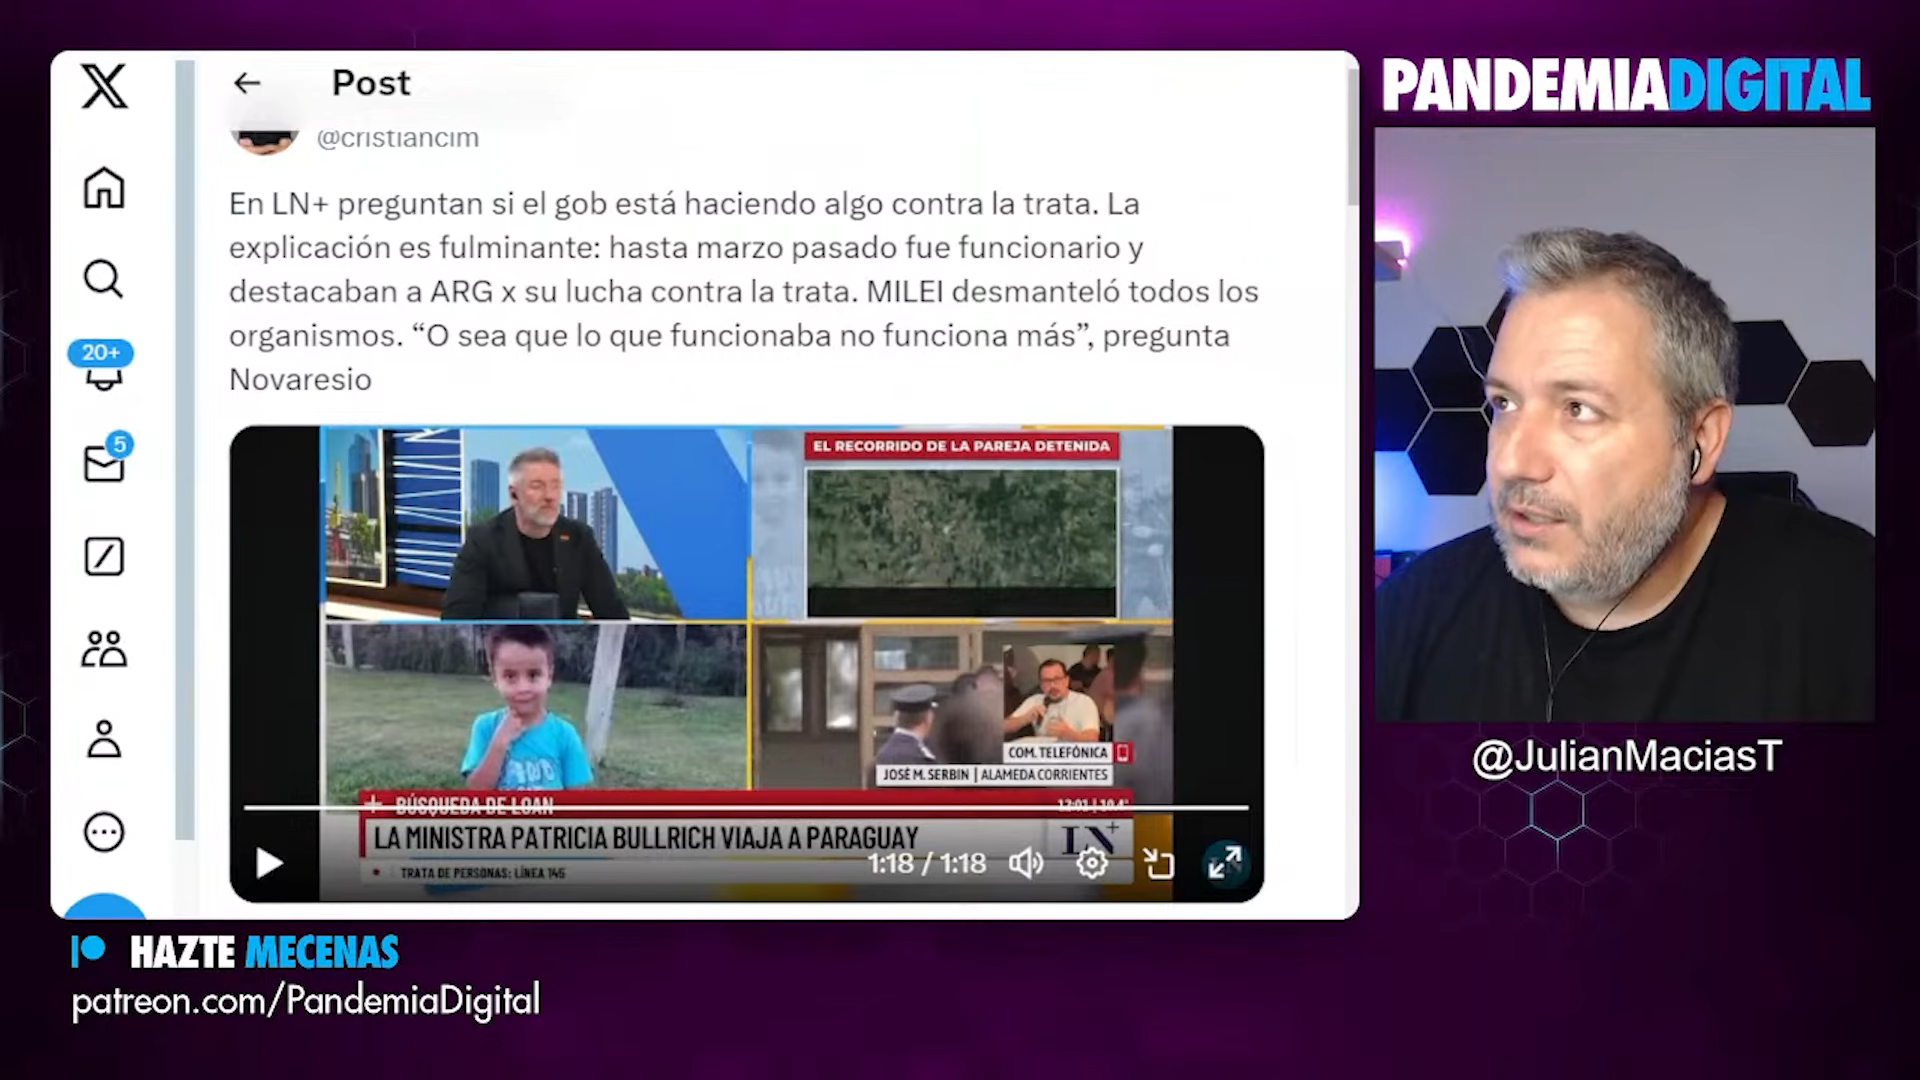 Post
@cristiancim
En LN+ preguntan si el gob está haciendo algo contra la trata. La
explicación es fulminante: hasta marzo pasado fue funcionario y
destacaban a ARG x su lucha contra la trata. MILEI desmanteló todos los
organismos. “O sea que lo que funcionaba no funciona más”, pregunta
Novaresio
20+
5
EL RECORRIDO DE LA PAREJA DETENIDA
COM. TELEFÓNICA
JOSÉ M. SERBIN | ALAMEDA CORRIENTES
BÚSQUEDA DE LOAN
12:01 | 10.4°
LA MINISTRA PATRICIA BULLRICH VIAJA A PARAGUAY
LN+
TRATA DE PERSONAS: LÍNEA 145
1:18 / 1:18
PANDEMIADIGITAL
@JulianMaciasT
HAZTE MECENAS
patreon.com/PandemiaDigital